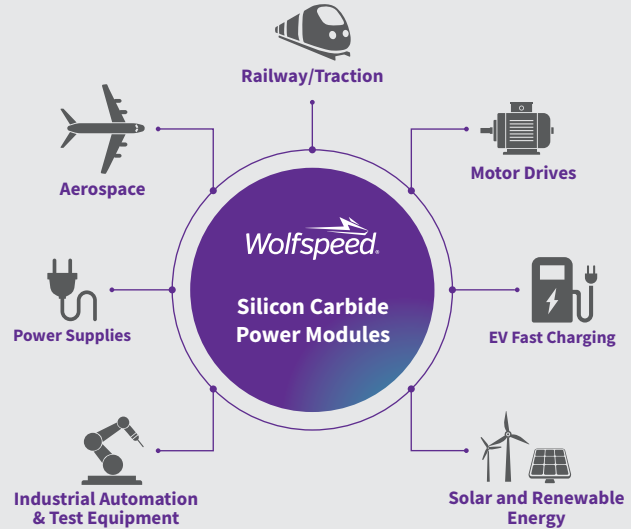 Railway/Traction
Aerospace
Motor Drives
Wolfspeed®
Silicon Carbide
Power Modules
Power Supplies
EV Fast Charging
Industrial Automation
& Test Equipment
Solar and Renewable
Energy